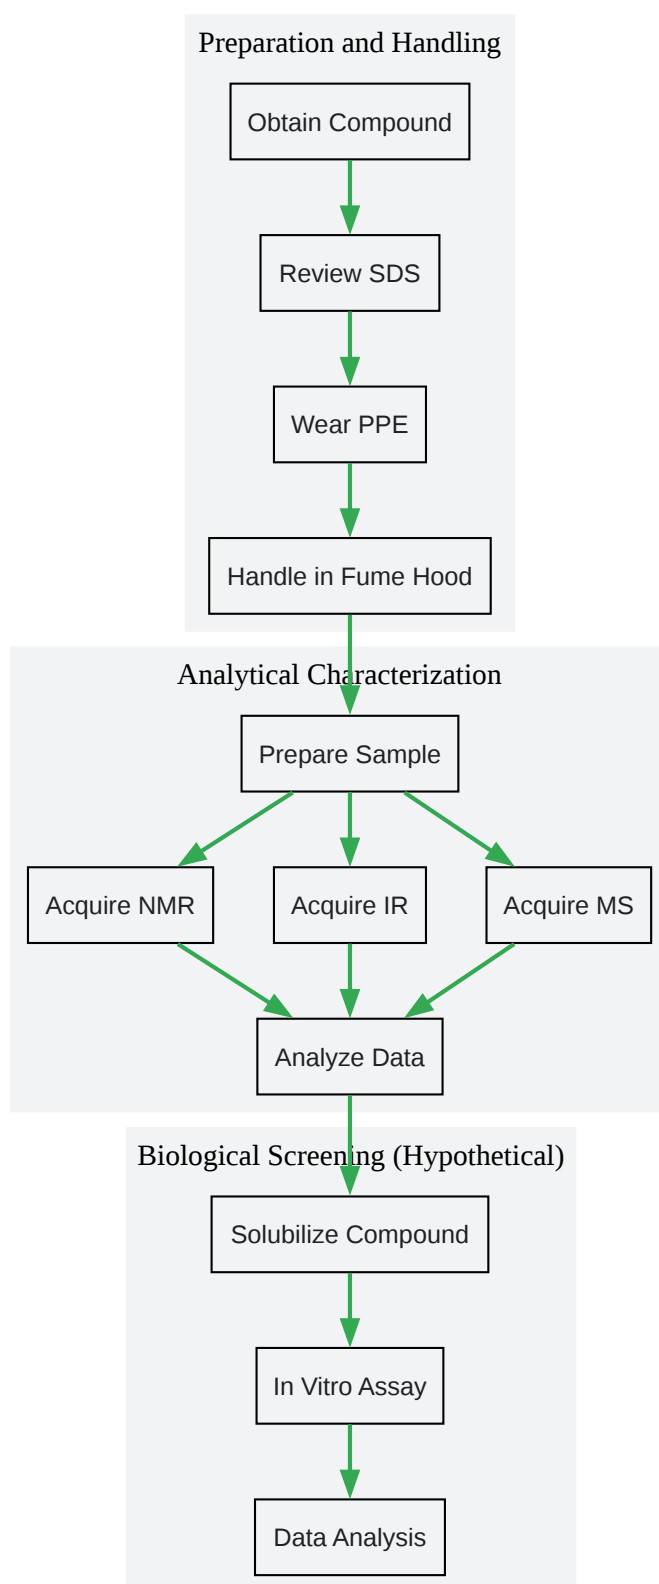 Preparation and Handling
Obtain Compound
Review SDS
Wear PPE
Handle in Fume Hood
Analytical Characterization
Prepare Sample
Acquire NMR
Acquire IR
Acquire MS
Analyze Data
Biological Screening (Hypothetical)
Solubilize Compound
In Vitro Assay
Data Analysis